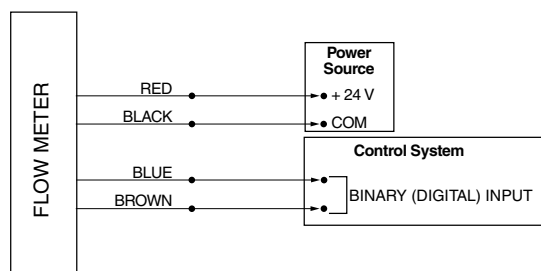 FLOW METER
RED
BLACK
BLUE
BROWN
Power
Source
+ 24 V
COM
Control System
BINARY (DIGITAL) INPUT